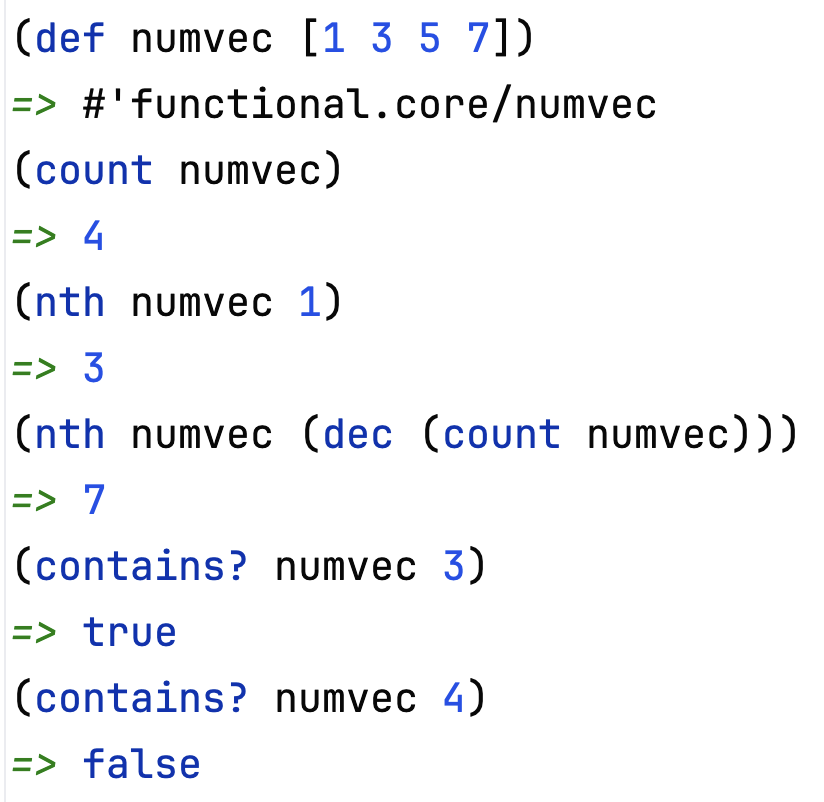 (def numvec [1 3 5 7])
=> #'functional.core/numvec
(count numvec)
=> 4
(nth numvec 1)
=> 3
(nth numvec (dec (count numvec)))
=> 7
(contains? numvec 3)
=> true
(contains? numvec 4)
=> false